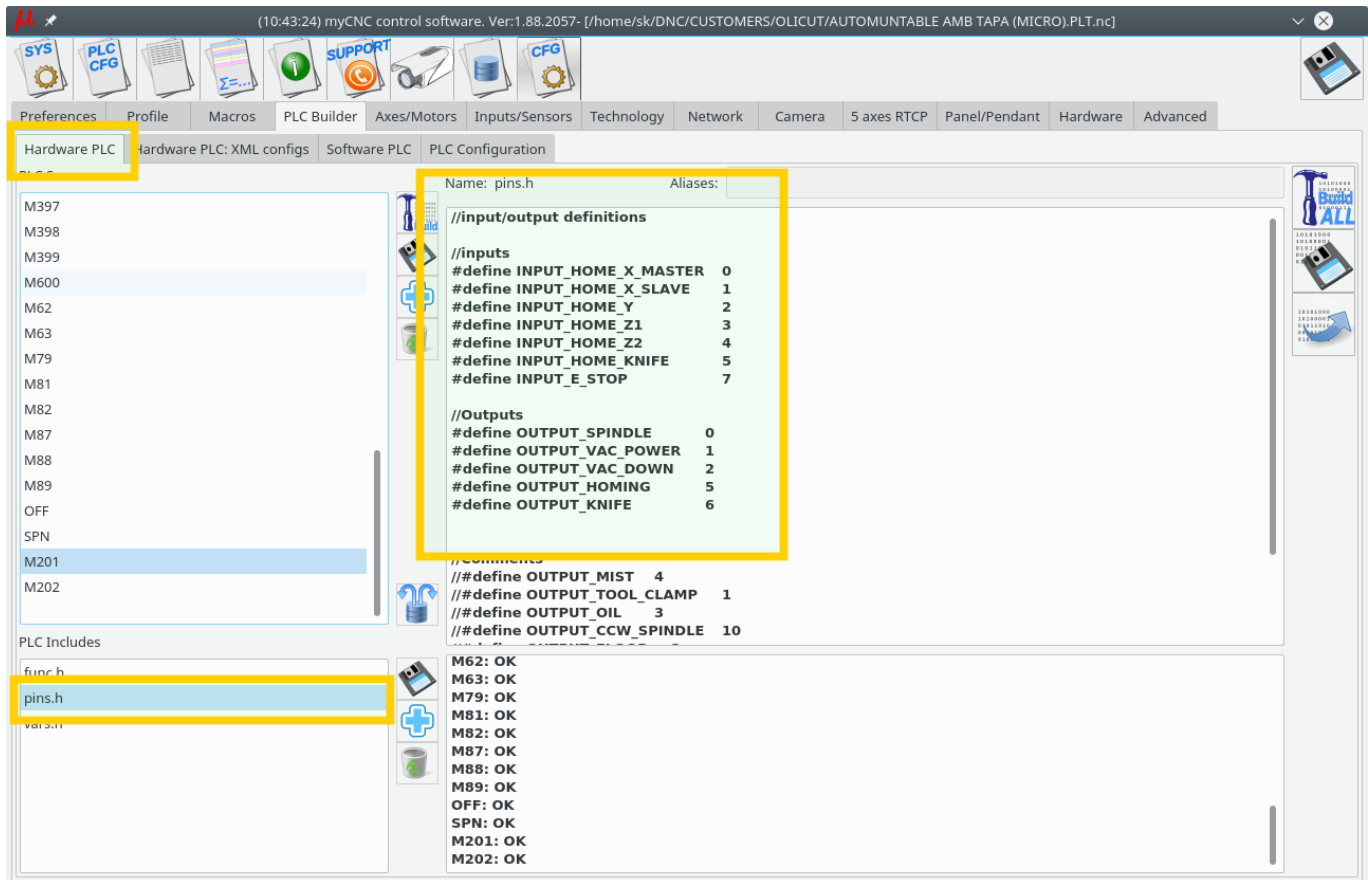 (10:43:24) myCNC control software. Ver:1.88.2057- [/home/sk/DNC/CUSTOMERS/OLICUT/AUTOMUNTABLE AMB TAPA (MICRO).PLT.nc]
SYS PLC CFG Σ=... SUPPORT CFG
Preferences Profile Macros PLC Builder Axes/Motors Inputs/Sensors Technology Network Camera 5 axes RTCP Panel/Pendant Hardware Advanced
Hardware PLC Hardware PLC: XML configs Software PLC PLC Configuration
Name: pins.h Aliases:
M397
M398
M399
M600
M62
M63
M79
M81
M82
M87
M88
M89
OFF
SPN
M201
M202
Build
//input/output definitions
//inputs
#define INPUT_HOME_X_MASTER 0
#define INPUT_HOME_X_SLAVE 1
#define INPUT_HOME_Y 2
#define INPUT_HOME_Z1 3
#define INPUT_HOME_Z2 4
#define INPUT_HOME_KNIFE 5
#define INPUT_E_STOP 7
//Outputs
#define OUTPUT_SPINDLE 0
#define OUTPUT_VAC_POWER 1
#define OUTPUT_VAC_DOWN 2
#define OUTPUT_HOMING 5
#define OUTPUT_KNIFE 6
//Comments
//#define OUTPUT_MIST 4
//#define OUTPUT_TOOL_CLAMP 1
//#define OUTPUT_OIL 3
//#define OUTPUT_CCW_SPINDLE 10
Build
ALL
PLC Includes
func.h
pins.h
vars.h
M62: OK
M63: OK
M79: OK
M81: OK
M82: OK
M87: OK
M88: OK
M89: OK
OFF: OK
SPN: OK
M201: OK
M202: OK